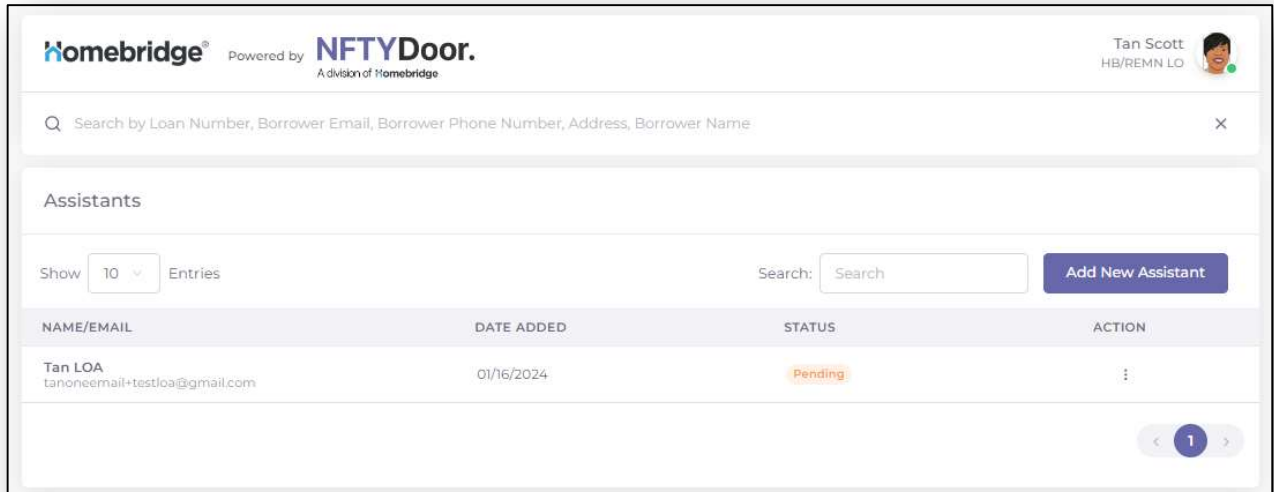 Homebridge® Powered by NFTYDoor.
A division of Homebridge
Tan Scott
HB/REMN LO
Search by Loan Number, Borrower Email, Borrower Phone Number, Address, Borrower Name
Assistants
Show 10 Entries Search: Search Add New Assistant
NAME/EMAIL DATE ADDED STATUS ACTION
Tan LOA
tanoneemail+testloa@gmail.com 01/16/2024 Pending
1